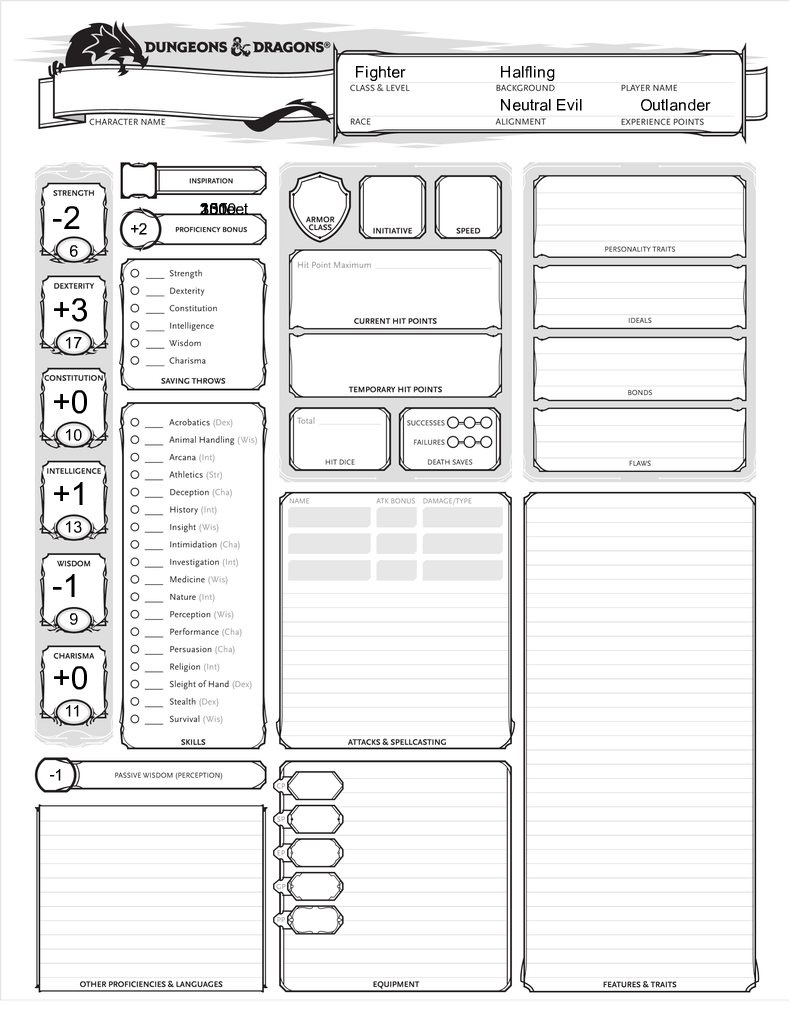 DUNGEONS & DRAGONS®
Fighter Halfling
CLASS & LEVEL BACKGROUND PLAYER NAME
Neutral Evil Outlander
RACE ALIGNMENT EXPERIENCE POINTS
CHARACTER NAME
STRENGTH
-2
6
DEXTERITY
+3
17
CONSTITUTION
+0
10
INTELLIGENCE
+1
13
WISDOM
-1
9
CHARISMA
+0
11
INSPIRATION
+2 PROFICIENCY BONUS
Strength
Dexterity
Constitution
Intelligence
Wisdom
Charisma
SAVING THROWS
Acrobatics (Dex)
Animal Handling (Wis)
Arcana (Int)
Athletics (Str)
Deception (Cha)
History (Int)
Insight (Wis)
Intimidation (Cha)
Investigation (Int)
Medicine (Wis)
Nature (Int)
Perception (Wis)
Performance (Cha)
Persuasion (Cha)
Religion (Int)
Sleight of Hand (Dex)
Stealth (Dex)
Survival (Wis)
SKILLS
-1 PASSIVE WISDOM (PERCEPTION)
OTHER PROFICIENCIES & LANGUAGES
ARMOR
CLASS
INITIATIVE
SPEED
Hit Point Maximum
CURRENT HIT POINTS
TEMPORARY HIT POINTS
Total
HIT DICE
SUCCESSES
FAILURES
DEATH SAVES
NAME ATK BONUS DAMAGE/TYPE
ATTACKS & SPELLCASTING
CP
SP
EP
GP
PP
EQUIPMENT
PERSONALITY TRAITS
IDEALS
BONDS
FLAWS
FEATURES & TRAITS